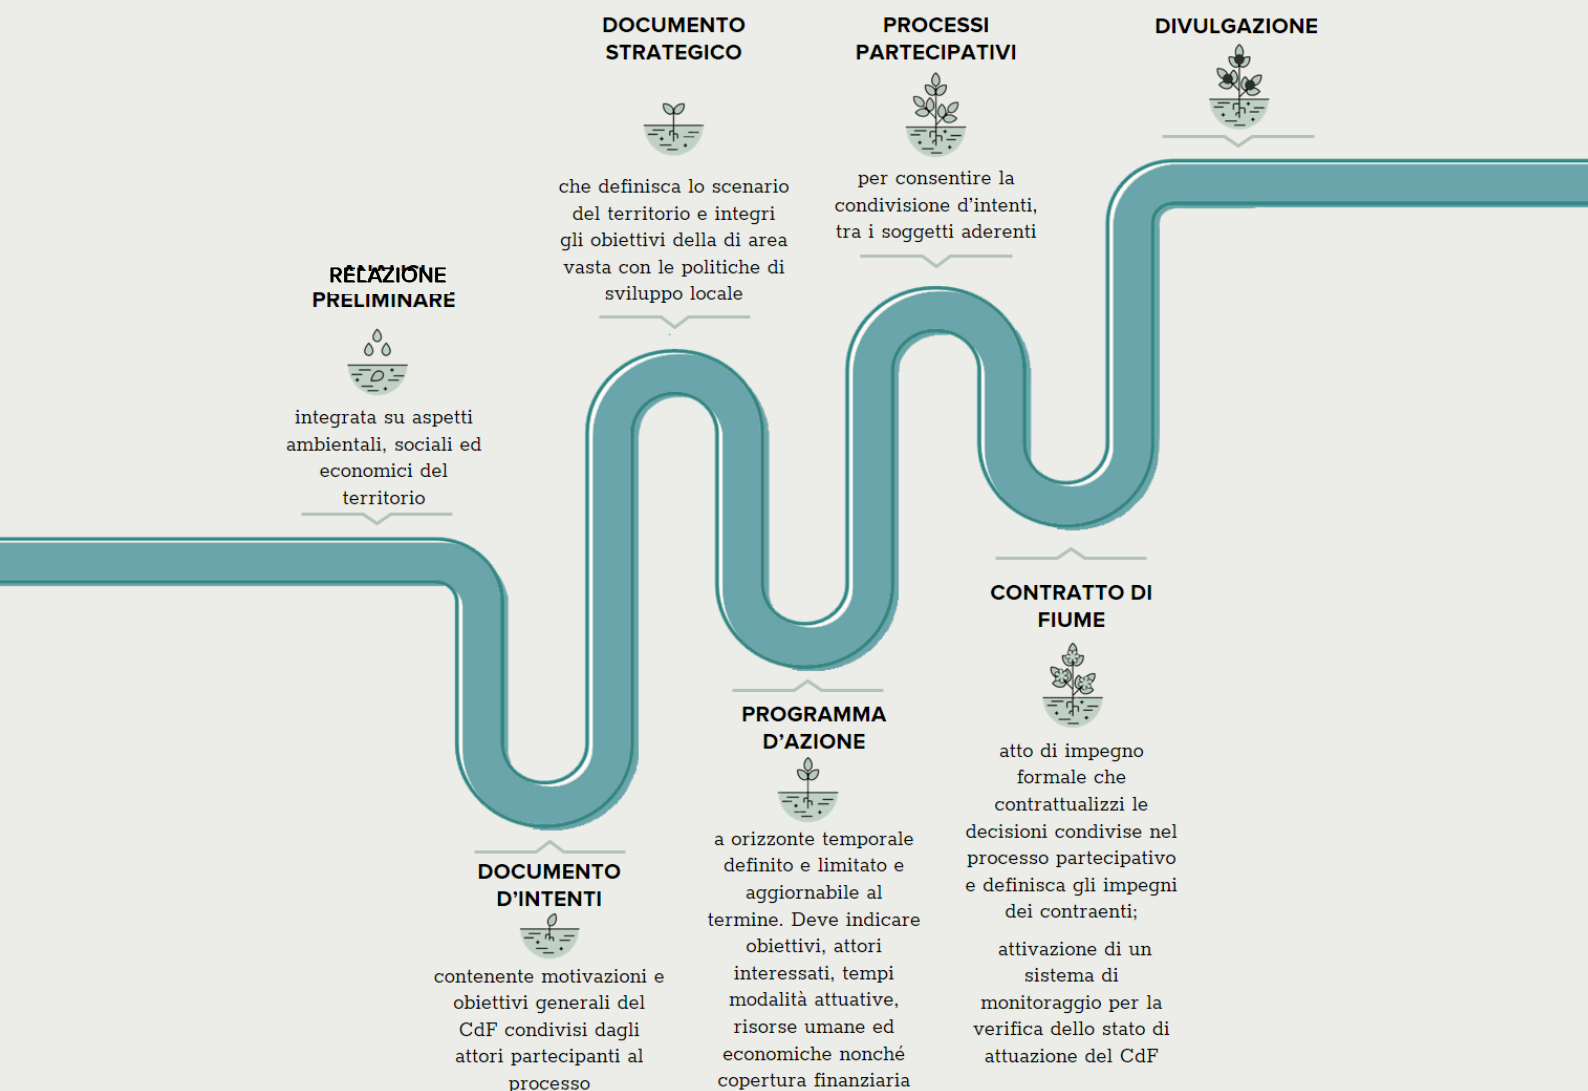 RELAZIONE
PRELIMINARE
integrata su aspetti
ambientali, sociali ed
economici del
territorio
DOCUMENTO
D'INTENTI
contenente motivazioni e
obiettivi generali del
CdF condivisi dagli
attori partecipanti al
processo
DOCUMENTO
STRATEGICO
che definisca lo scenario
del territorio e integri
gli obiettivi della di area
vasta con le politiche di
sviluppo locale
PROGRAMMA
D'AZIONE
a orizzonte temporale
definito e limitato e
aggiornabile al
termine. Deve indicare
obiettivi, attori
interessati, tempi
modalità attuative,
risorse umane ed
economiche nonché
copertura finanziaria
PROCESSI
PARTECIPATIVI
per consentire la
condivisione d'intenti,
tra i soggetti aderenti
CONTRATTO DI
FIUME
atto di impegno
formale che
contrattualizzi le
decisioni condivise nel
processo partecipativo
e definisca gli impegni
dei contraenti;
attivazione di un
sistema di
monitoraggio per la
verifica dello stato di
attuazione del CdF
DIVULGAZIONE